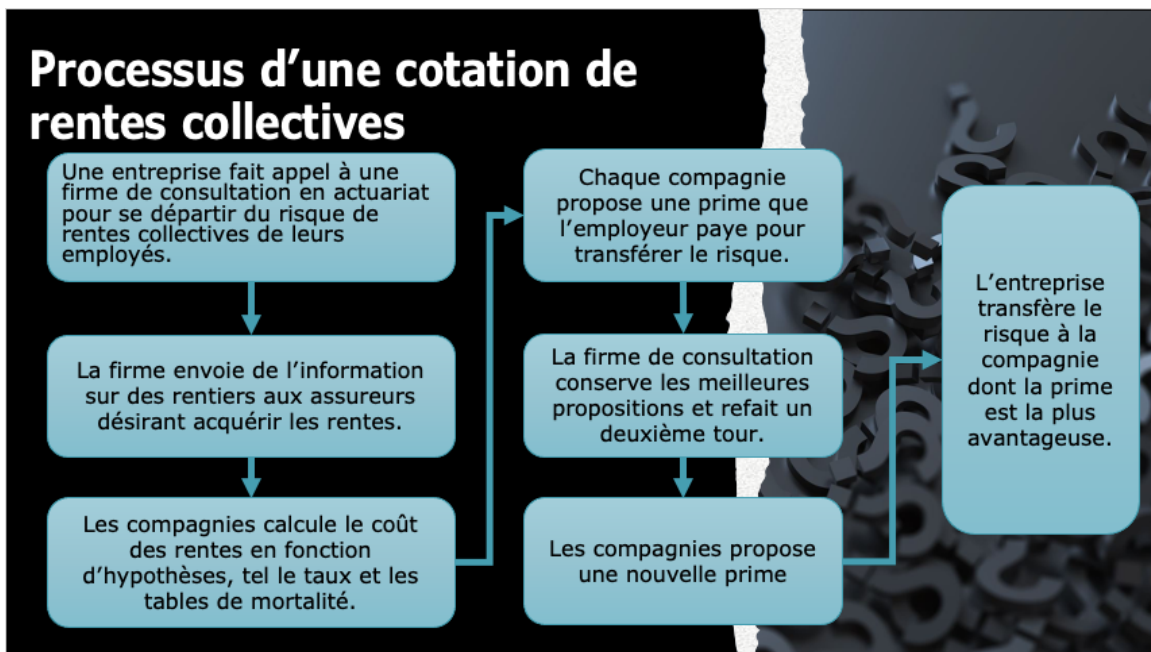 Processus d’une cotation de
rentes collectives
Une entreprise fait appel à une
firme de consultation en actuariat
pour se départir du risque de
rentes collectives de leurs
employés.
La firme envoie de l’information
sur des rentiers aux assureurs
désirant acquérir les rentes.
Les compagnies calcule le coût
des rentes en fonction
d’hypothèses, tel le taux et les
tables de mortalité.
Chaque compagnie
propose une prime que
l’employeur paye pour
transférer le risque.
La firme de consultation
conserve les meilleures
propositions et refait un
deuxième tour.
Les compagnies propose
une nouvelle prime
L’entreprise
transfère le
risque à la
compagnie
dont la prime
est la plus
avantageuse.